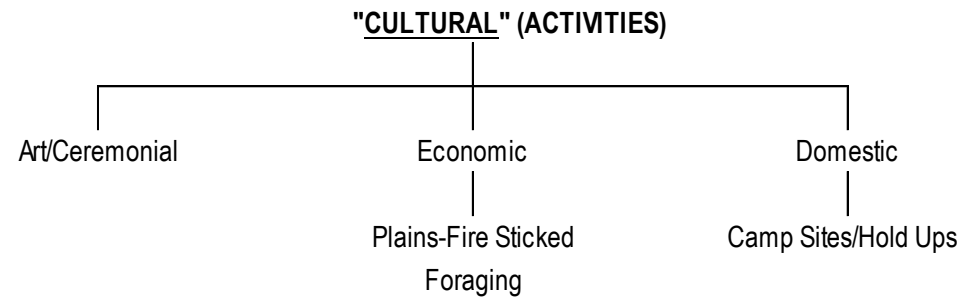 "CULTURAL" (ACTIVITIES)
Art/Ceremonial Economic Domestic
Plains-Fire Sticked Camp Sites/Hold Ups
Foraging